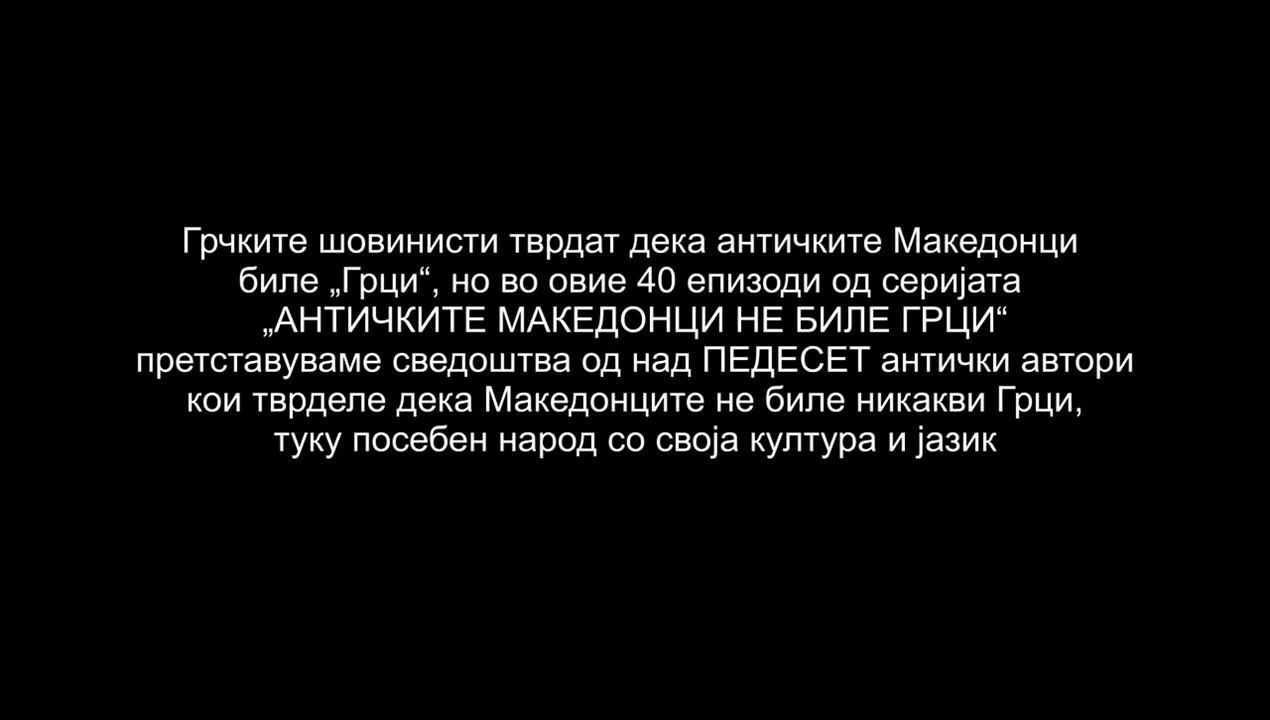 Грчките шовинисти тврдат дека античките Македонци
биле „Грци“, но во овие 40 епизоди од серијата
„АНТИЧКИТЕ МАКЕДОНЦИ НЕ БИЛЕ ГРЦИ“
претставуваме сведоштва од над ПЕДЕСЕТ антички автори
кои тврделе дека Македонците не биле никакви Грци,
туку посебен народ со своја култура и јазик